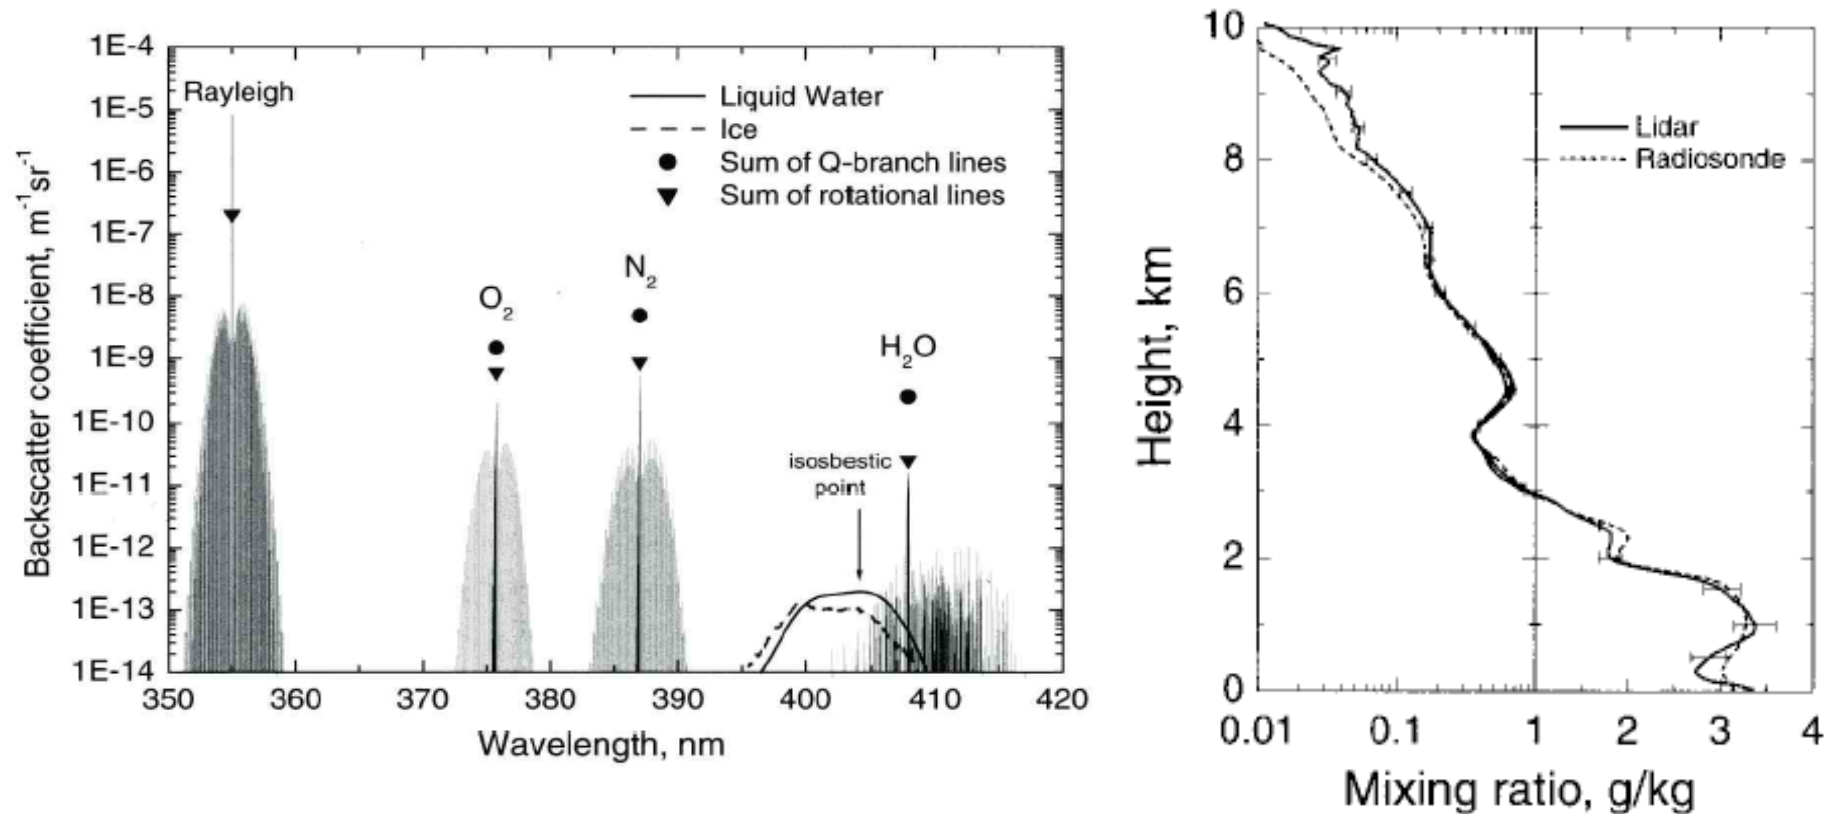 Backscatter coefficient, m⁻¹sr⁻¹
1E-4
1E-5
1E-6
1E-7
1E-8
1E-9
1E-10
1E-11
1E-12
1E-13
1E-14
Rayleigh
O₂
N₂
H₂O
isosbestic
point
Liquid Water
Ice
Sum of Q-branch lines
Sum of rotational lines
350 360 370 380 390 400 410 420
Wavelength, nm
Height, km
10
8
6
4
2
0
Lidar
Radiosonde
0.01 0.1 1 2 3 4
Mixing ratio, g/kg